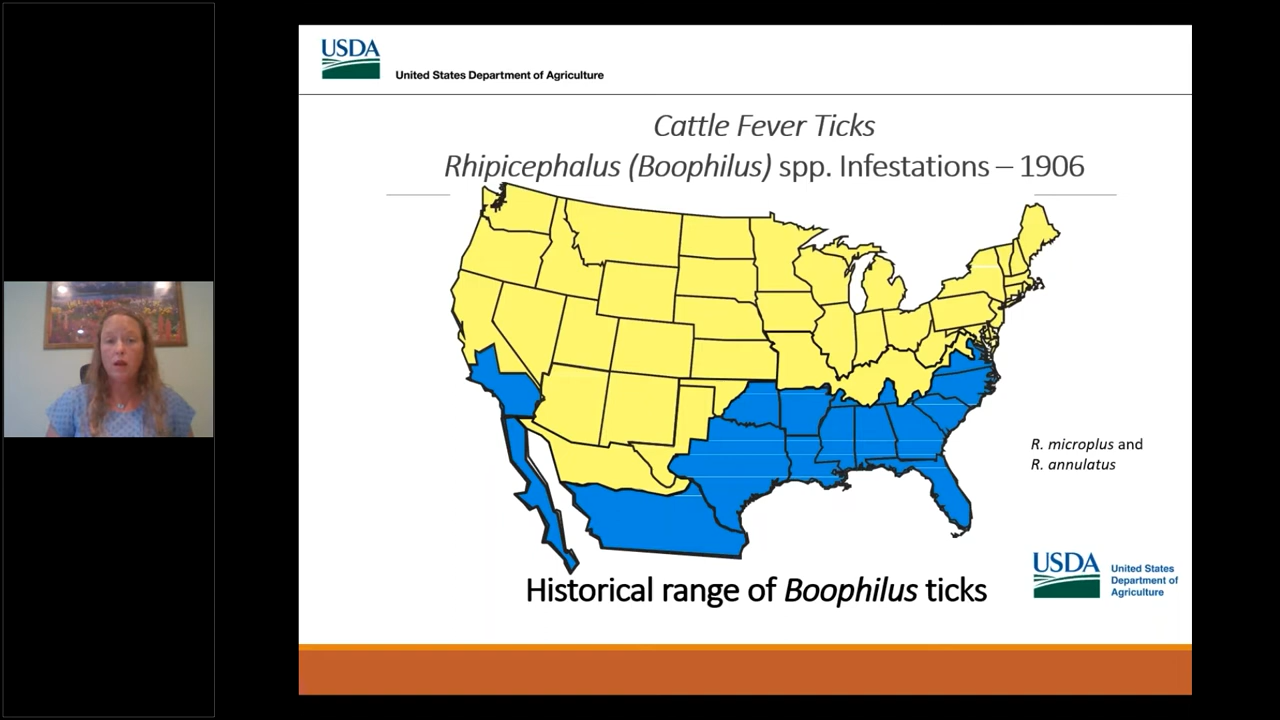 USDA
United States Department of Agriculture
Cattle Fever Ticks
Rhipicephalus (Boophilus) spp. Infestations – 1906
R. microplus and
R. annulatus
Historical range of Boophilus ticks
USDA
United States
Department of
Agriculture